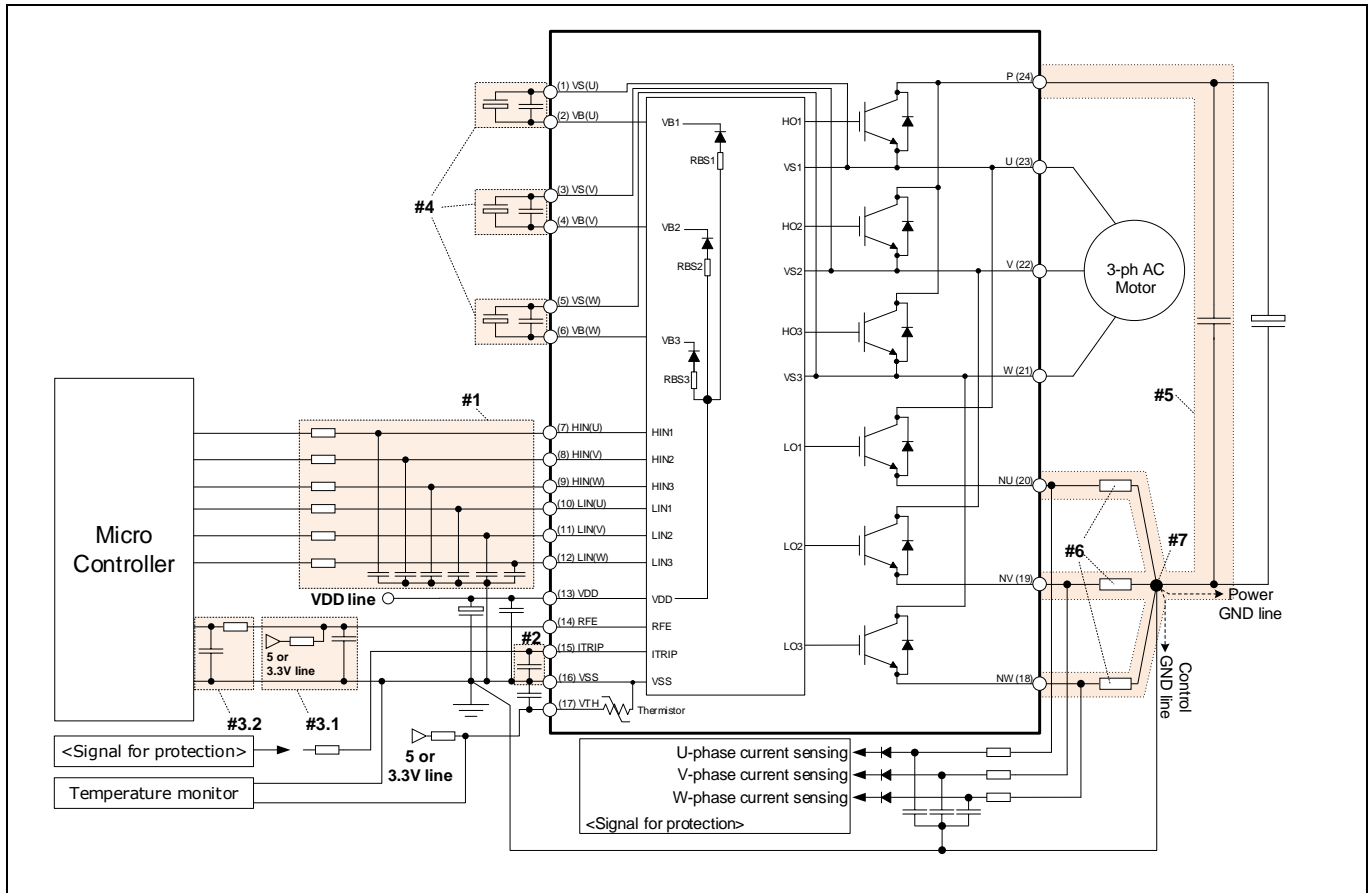 (1) VS(U)
(2) VB(U)
(3) VS(V)
(4) VB(V)
(5) VS(W)
(6) VB(W)
#4
VB1
RBS1
VB2
RBS2
VB3
RBS3
HO1
VS1
HO2
VS2
HO3
VS3
LO1
LO2
LO3
P (24)
U (23)
V (22)
W (21)
NU (20)
NV (19)
NW (18)
3-ph AC
Motor
#5
#6
#7
Power
GND line
Control
GND line
Micro
Controller
#1
(7) HIN(U)
(8) HIN(V)
(9) HIN(W)
(10) LIN(U)
(11) LIN(V)
(12) LIN(W)
(13) VDD
(14) RFE
(15) ITRIP
(16) VSS
(17) VTH
HIN1
HIN2
HIN3
LIN1
LIN2
LIN3
VDD
RFE
ITRIP
VSS
Thermistor
VDD line
#2
5 or
3.3V line
#3.2
#3.1
5 or
3.3V line
<Signal for protection>
Temperature monitor
U-phase current sensing
V-phase current sensing
W-phase current sensing
<Signal for protection>